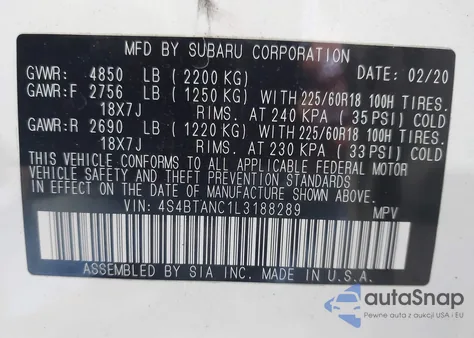 MFD BY SUBARU CORPORATION
GVWR: 4850 LB (2200 KG) DATE: 02/20
GAWR:F 2756 LB (1250 KG) WITH 225/60R18 100H TIRES.
18X7J RIMS. AT 240 KPA (35 PSI) COLD
GAWR:R 2690 LB (1220 KG) WITH 225/60R18 100H TIRES.
18X7J RIMS. AT 230 KPA (33 PSI) COLD
THIS VEHICLE CONFORMS TO ALL APPLICABLE FEDERAL MOTOR
VEHICLE SAFETY AND THEFT PREVENTION STANDARDS
IN EFFECT ON THE DATE OF MANUFACTURE SHOWN ABOVE.
VIN: 4S4BTANC1L3188289 MPV
ASSEMBLED BY SIA INC. MADE IN U.S.A.
autoSnap
Pewne auta z aukcji USA i EU